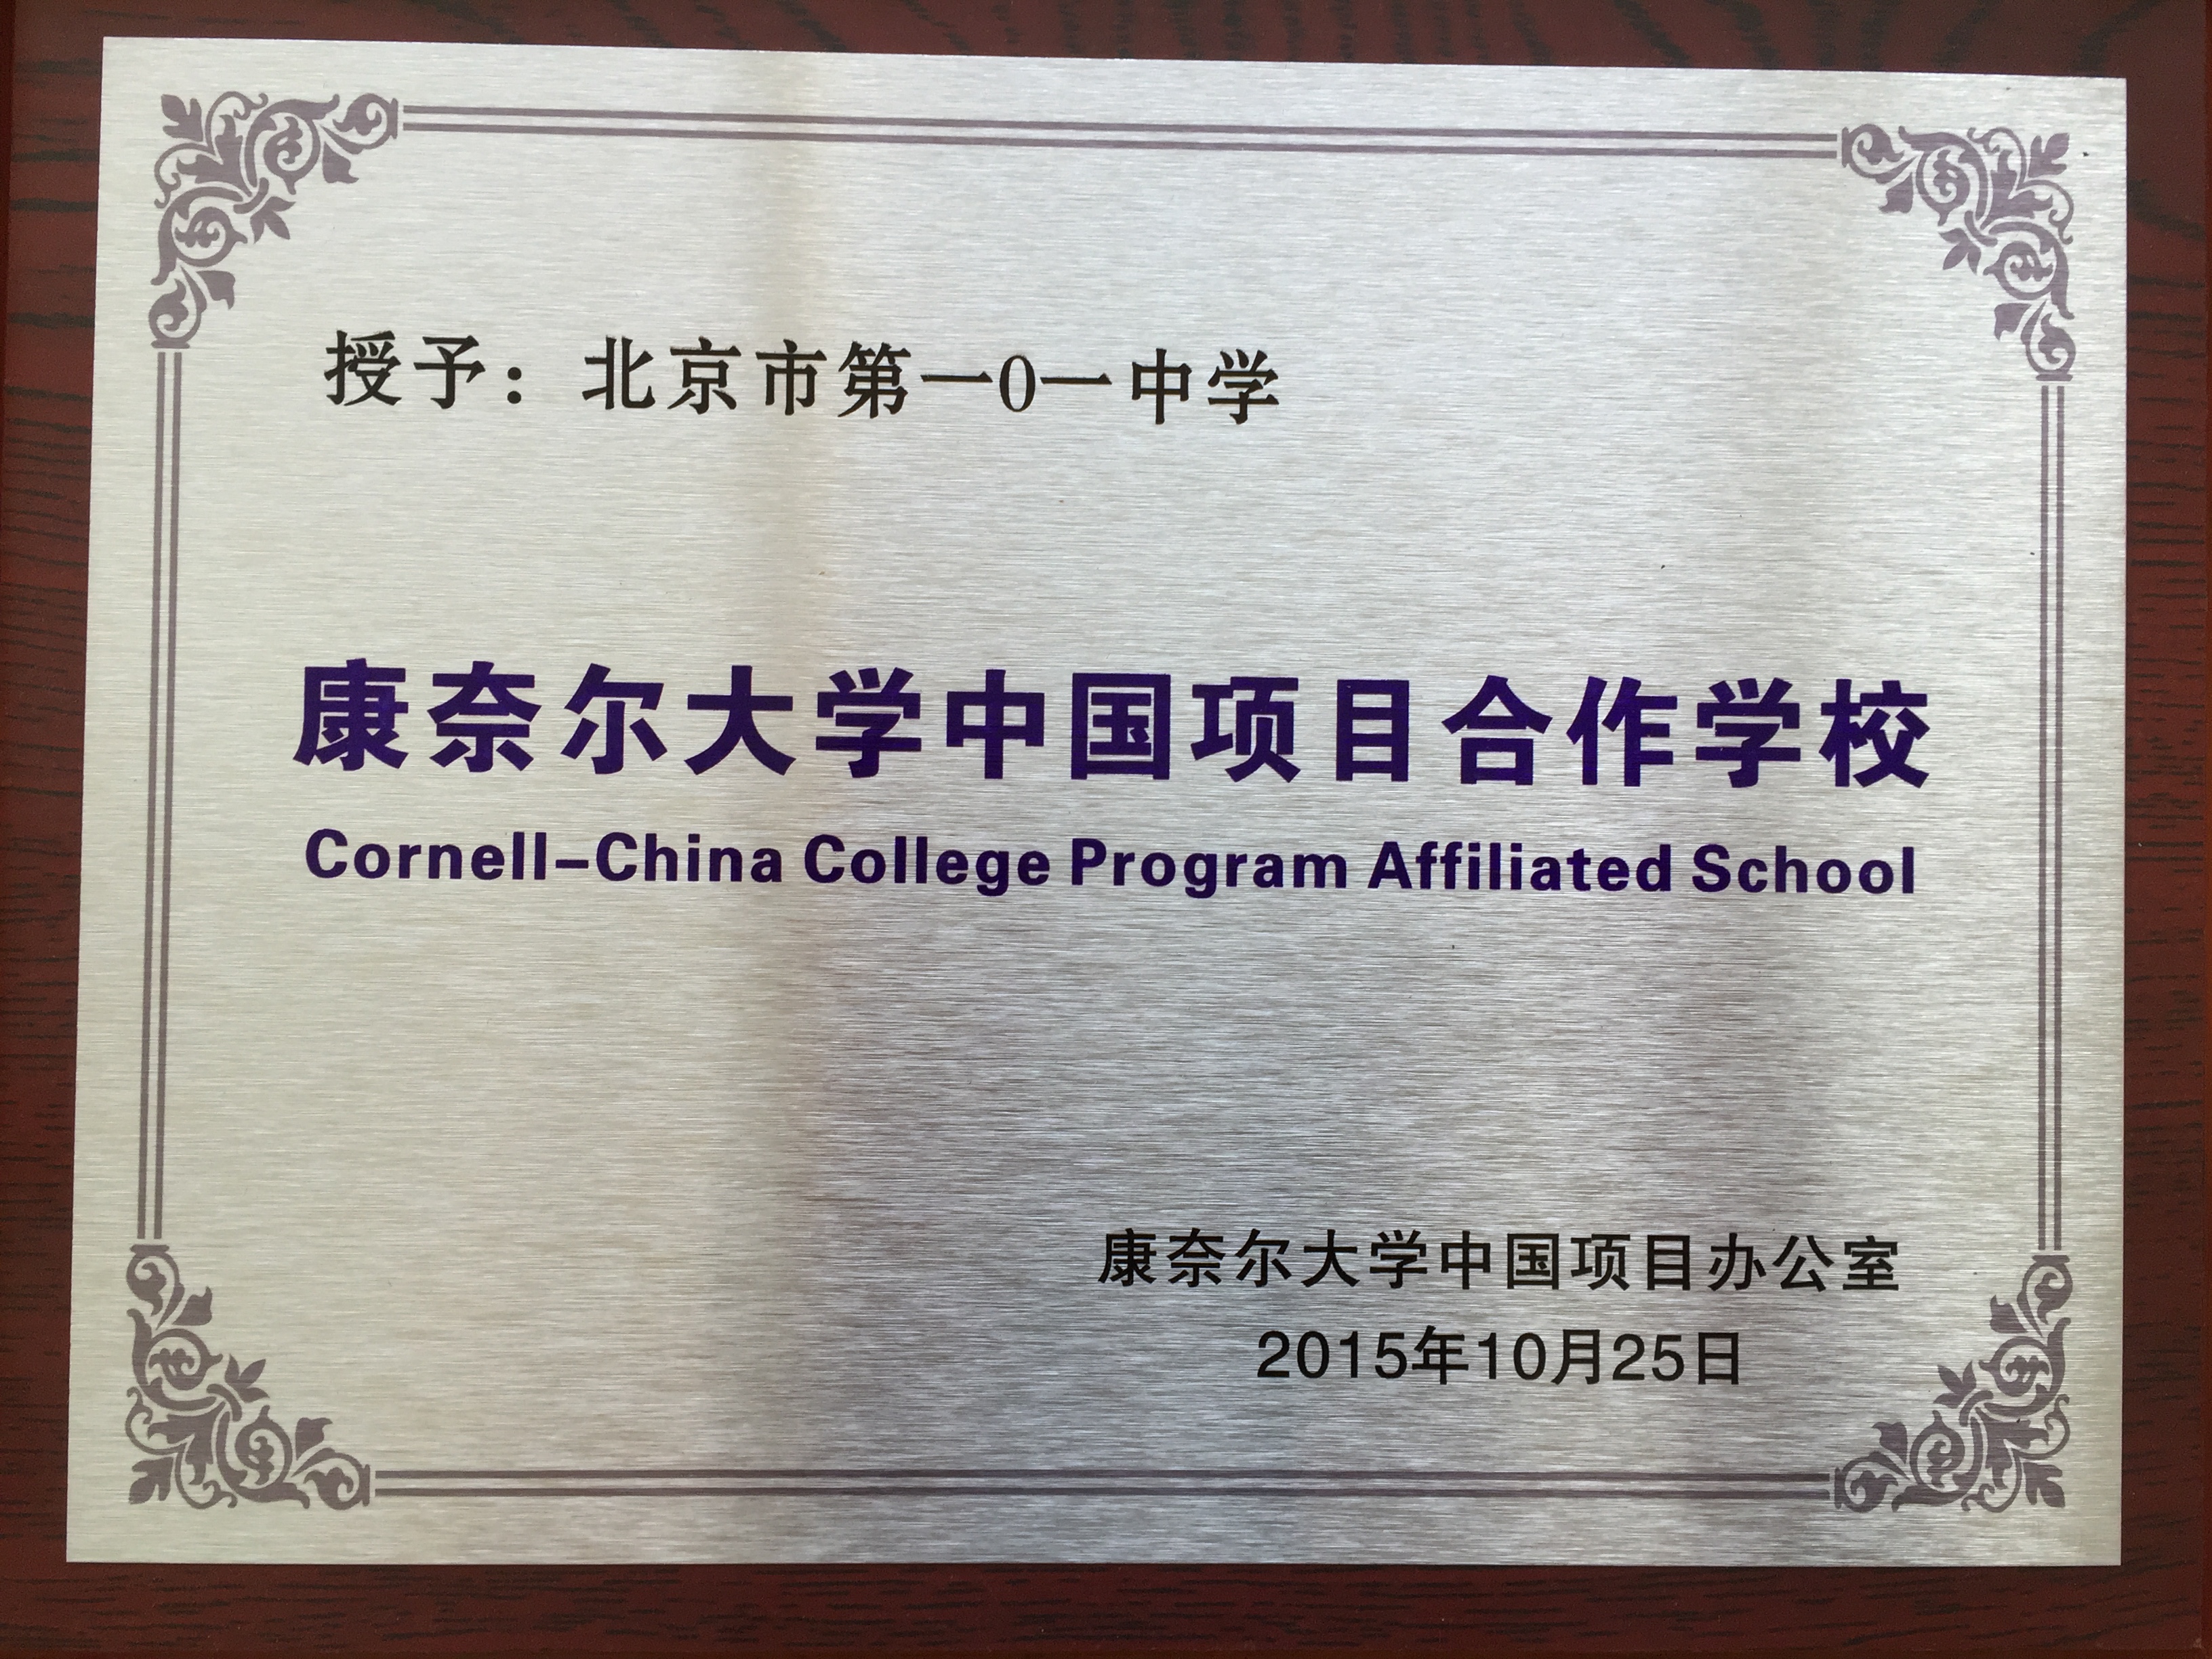 授予：北京市第一0一中学
康奈尔大学中国项目合作学校
Cornell-China College Program Affiliated School
康奈尔大学中国项目办公室
2015年10月25日